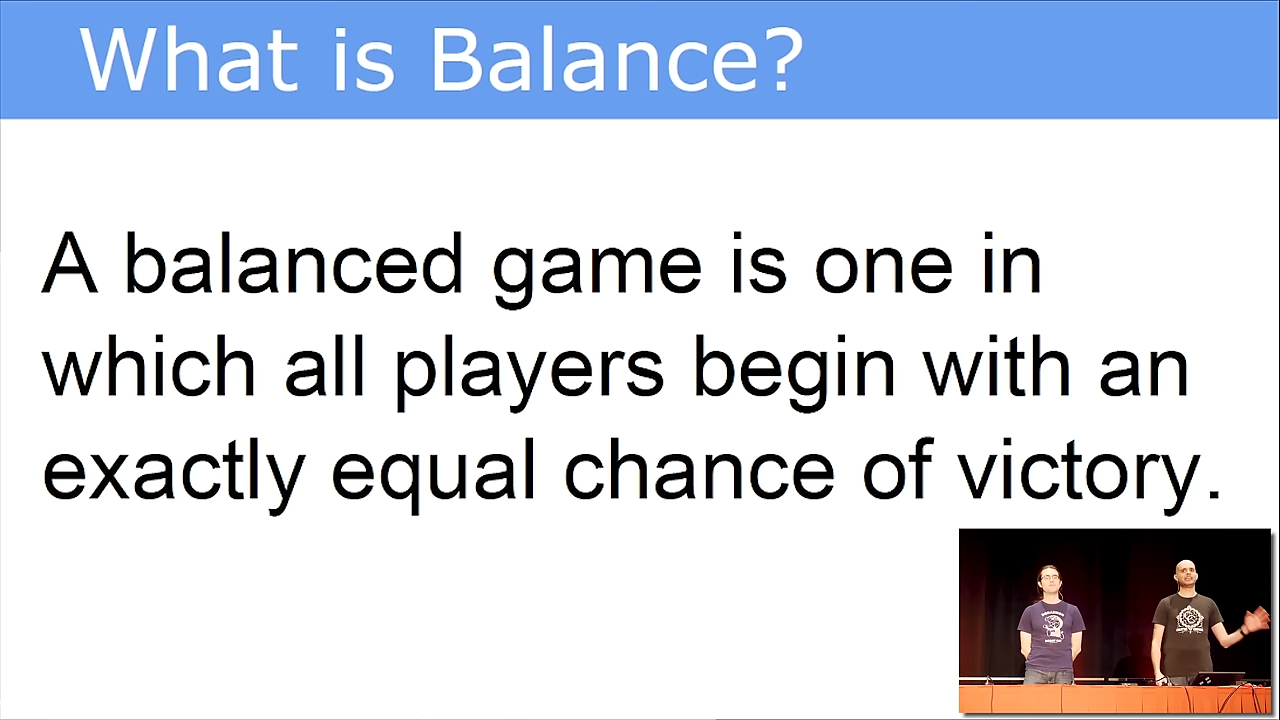 What is Balance?
A balanced game is one in
which all players begin with an
exactly equal chance of victory.